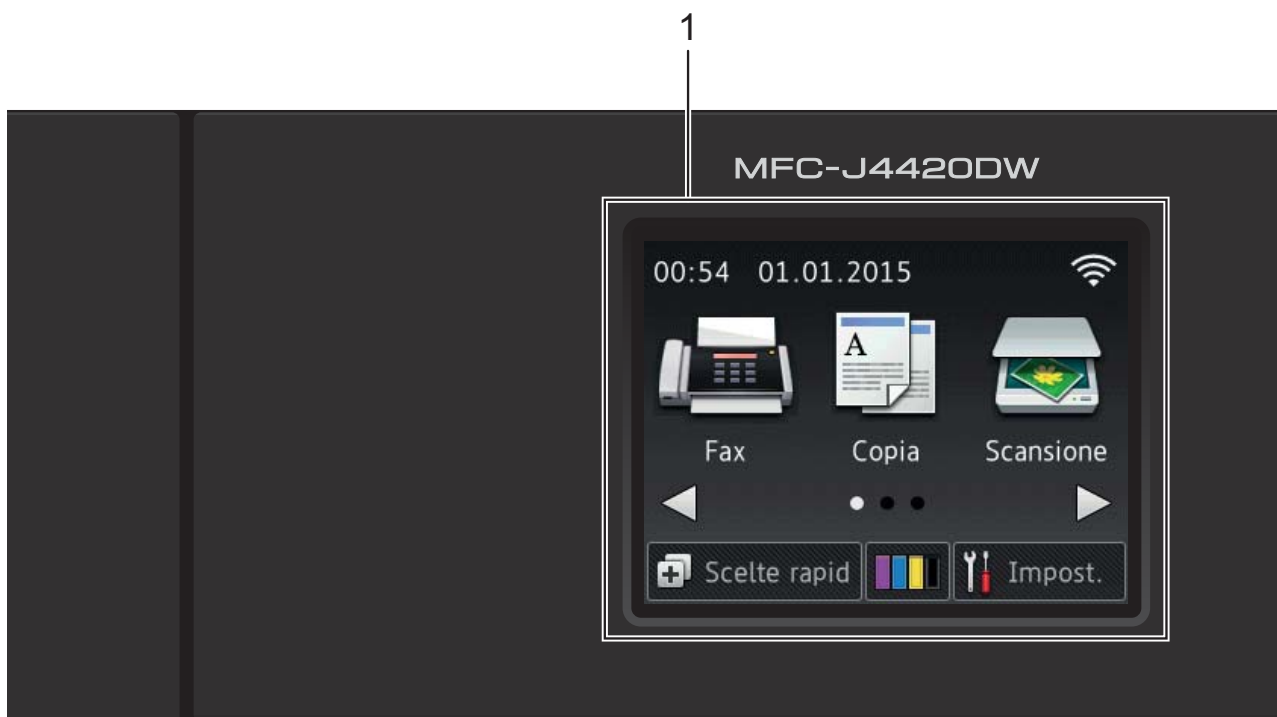 1
MFC-J4420DW
00:54 01.01.2015
A
Fax Copia Scansione
Scelte rapid Impost.